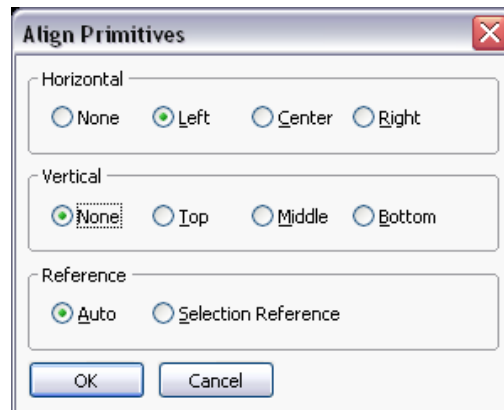 Align Primitives
Horizontal
None Left Center Right
Vertical
None Top Middle Bottom
Reference
Auto Selection Reference
OK Cancel